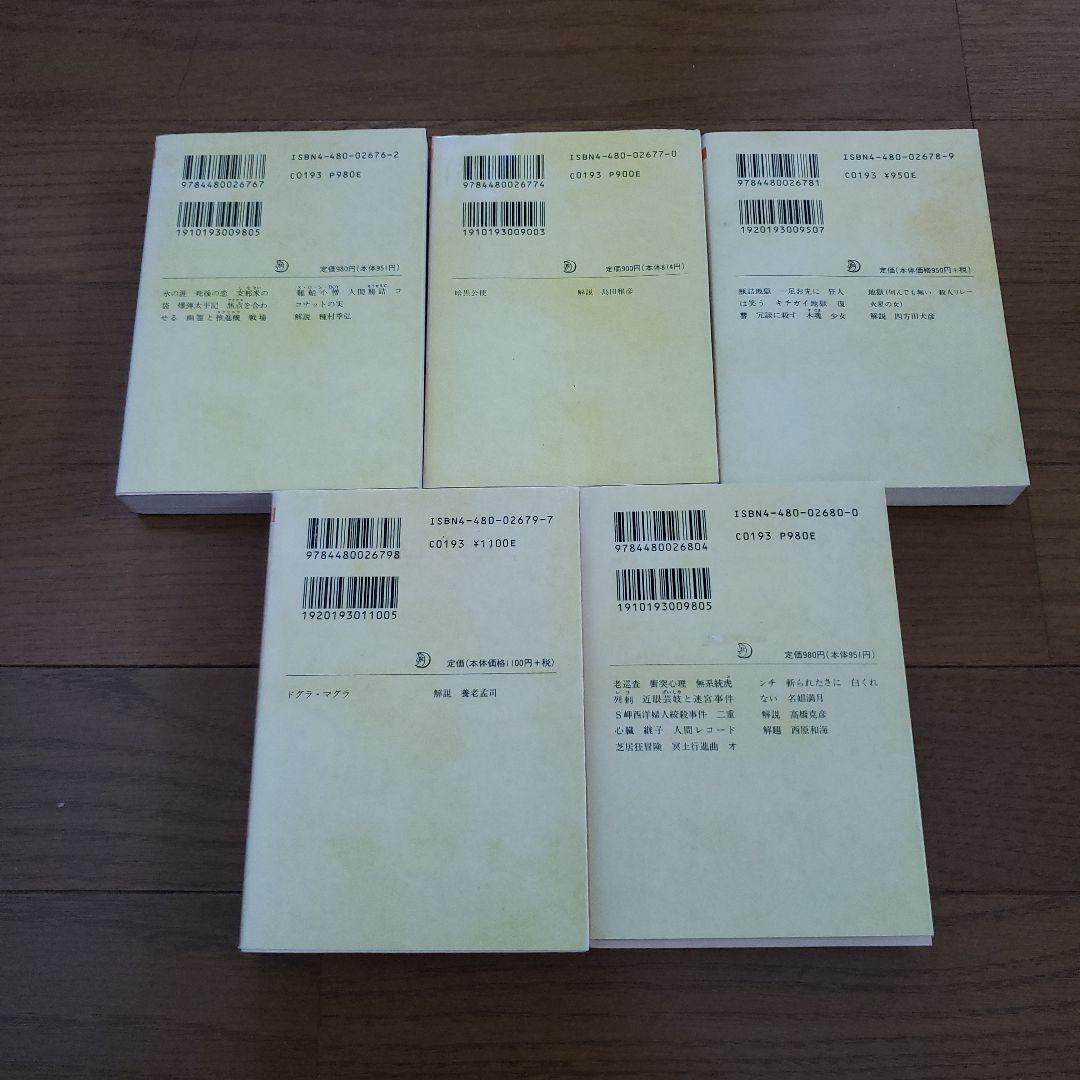 ISBN4-480-02676-2
9784480026767
C0193 P980E
1910193009805
定価980円(本体951円)
氷の涯 死後の恋 支那米の
袋 爆弾太平記 焦点を合わ
せる 幽霊と推進機 戦場
難船小僧 人間腸詰 コ
コナットの実
解説 種村季弘
ISBN4-480-02677-0
9784480026774
C0193 P900E
1910193009003
定価900円(本体874円)
暗黒公使
解説 島田雅彦
ISBN4-480-02678-9
9784480026781
C0193 ¥950E
1920193009507
定価(本体価格950円+税)
瓶詰地獄 一足お先に 狂人
は笑う キチガイ地獄 復
讐 冗談に殺す 木魂 少女
地獄(何んでも無い 殺人リレー
火星の女)
解説 四方田犬彦
ISBN4-480-02679-7
9784480026798
C0193 ¥1100E
1920193011005
定価(本体価格1100円+税)
ドグラ・マグラ
解説 養老孟司
ISBN4-480-02680-0
9784480026804
C0193 P980E
1910193009805
定価980円(本体951円)
老巡査 衝突心理 無系統虎
列剌 近眼芸妓と迷宮事件
S岬西洋婦人絞殺事件 二重
心臓 継子 人間レコード
芝居狂冒険 冥土行進曲 オ
ンチ 斬られたさに 白くれ
ない 名娼満月
解説 高橋克彦
解題 西原和海